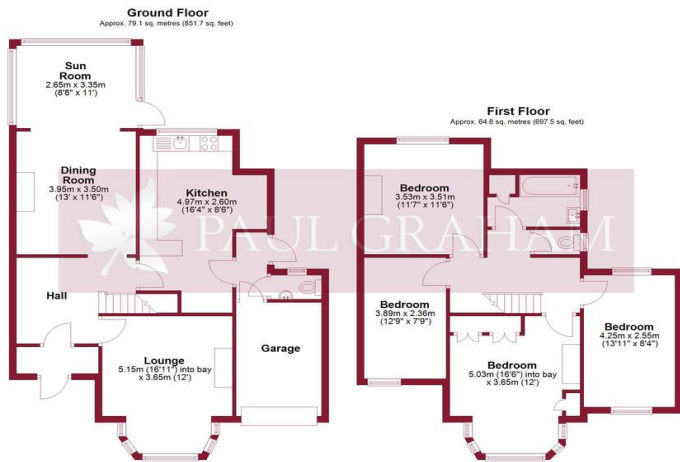 Ground Floor
Approx. 79.1 sq. metres (851.7 sq. feet)
Sun
Room
2.65m x 3.35m
(8'8" x 11')
Dining
Room
3.95m x 3.50m
(13' x 11'6")
Kitchen
4.97m x 2.60m
(16'4" x 8'6")
Hall
Lounge
5.15m (16'11") into bay
x 3.65m (12')
Garage
First Floor
Approx. 64.8 sq. metres (697.5 sq. feet)
Bedroom
3.53m x 3.51m
(11'7" x 11'6")
Bedroom
3.89m x 2.36m
(12'9" x 7'9")
Bedroom
4.25m x 2.55m
(13'11" x 8'4")
Bedroom
5.03m (16'6") into bay
x 3.65m (12')
PAUL GRAHAM